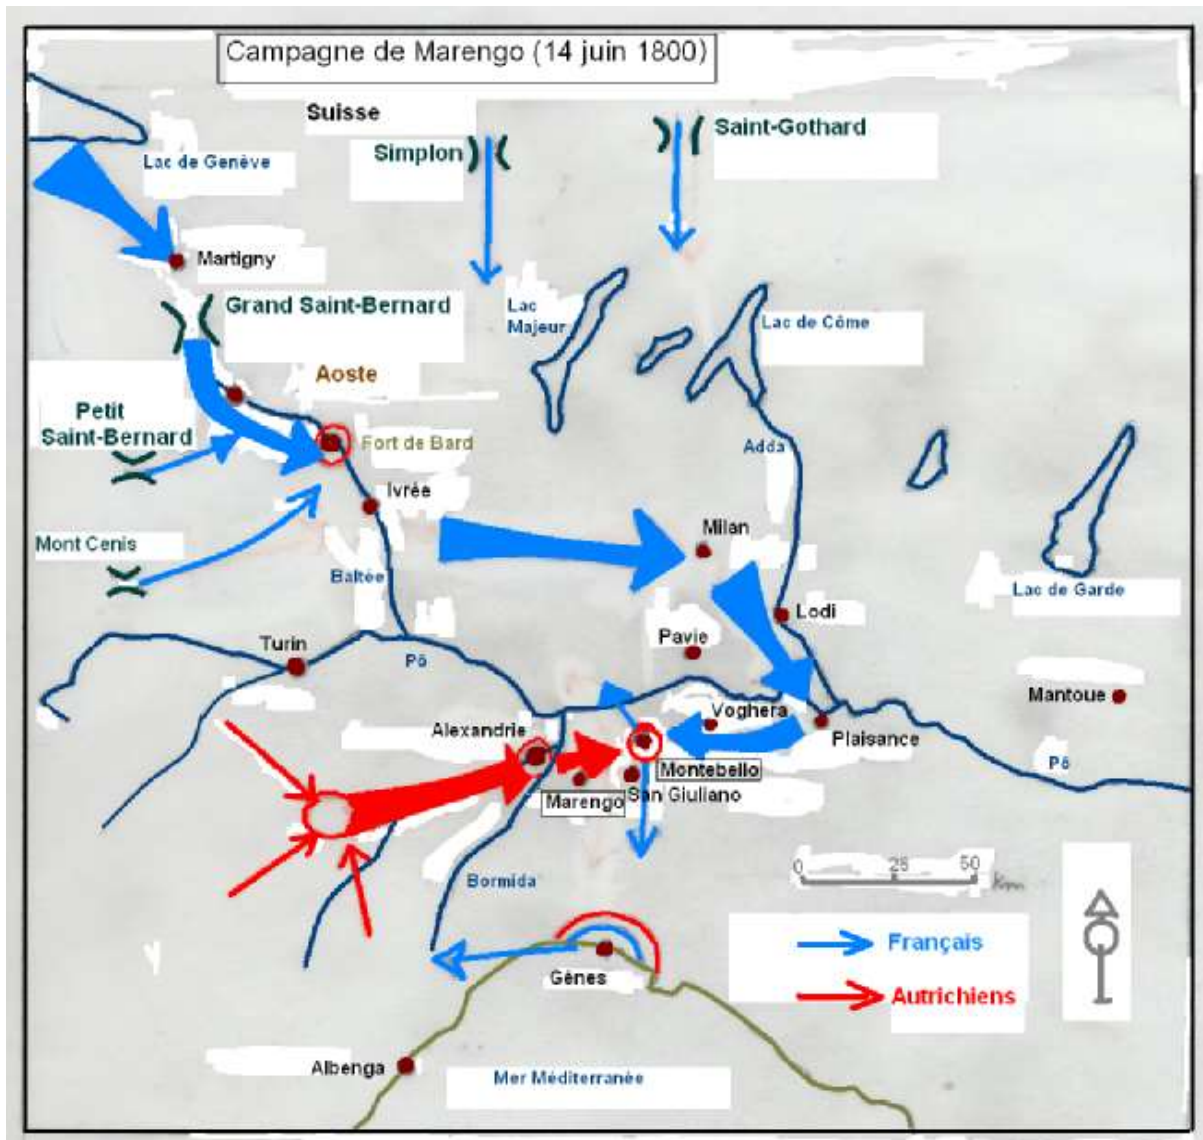 Campagne de Marengo (14 juin 1800)
Suisse
Saint-Gothard
Simplon
Lac de Genève
Martigny
Grand Saint-Bernard
Lac
Majeur
Lac de Côme
Aoste
Petit
Saint-Bernard
Fort de Bard
Adda
Ivrée
Milan
Mont Cenis
Baltée
Lac de Garde
Lodi
Turin
Pô
Pavie
Mantoue
Alexandrie
Voghera
Plaisance
Montebello
Pô
Marengo
San Giuliano
0 25 50
Km
Bormida
Français
Gènes
Autrichiens
Albenga
Mer Méditerranée